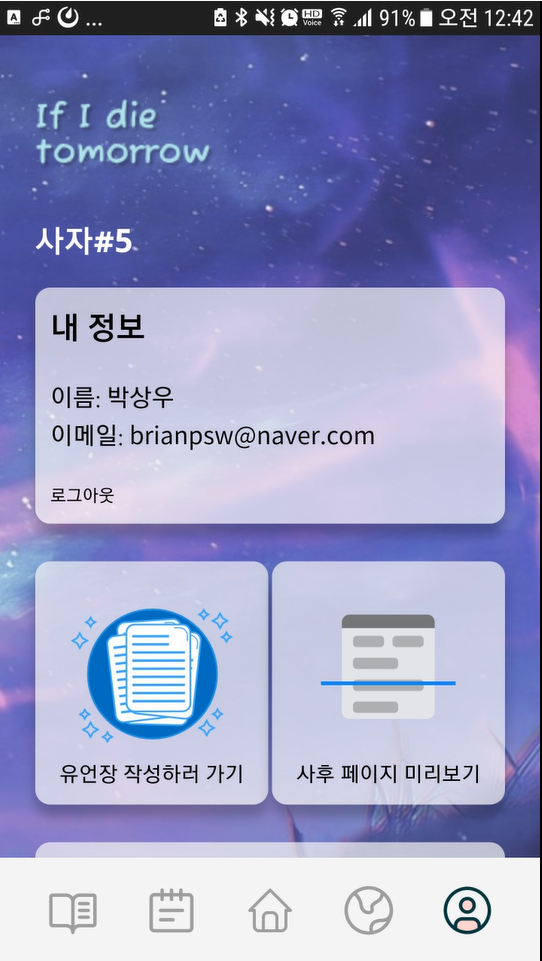 A ... HD Voice 91% 오전 12:42
If I die
tomorrow
사자#5
내 정보
이름: 박상우
이메일: brianpsw@naver.com
로그아웃
유언장 작성하러 가기
사후 페이지 미리보기